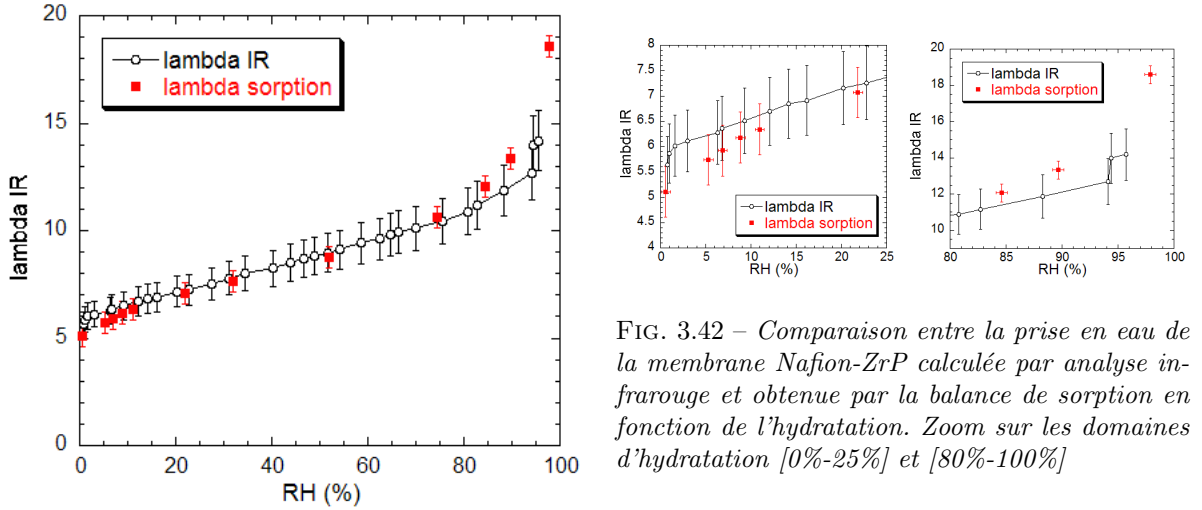 20
15
10
5
0
lambda IR
lambda IR
lambda sorption
0 20 40 60 80 100
RH (%)
8
7.5
7
6.5
6
5.5
5
4.5
4
lambda IR
lambda IR
lambda sorption
0 5 10 15 20 25
RH (%)
20
18
16
14
12
10
lambda IR
lambda IR
lambda sorption
80 85 90 95 100
RH (%)
FIG. 3.42 – Comparaison entre la prise en eau de
la membrane Nafion-ZrP calculée par analyse in-
frarouge et obtenue par la balance de sorption en
fonction de l'hydratation. Zoom sur les domaines
d'hydratation [0%-25%] et [80%-100%]